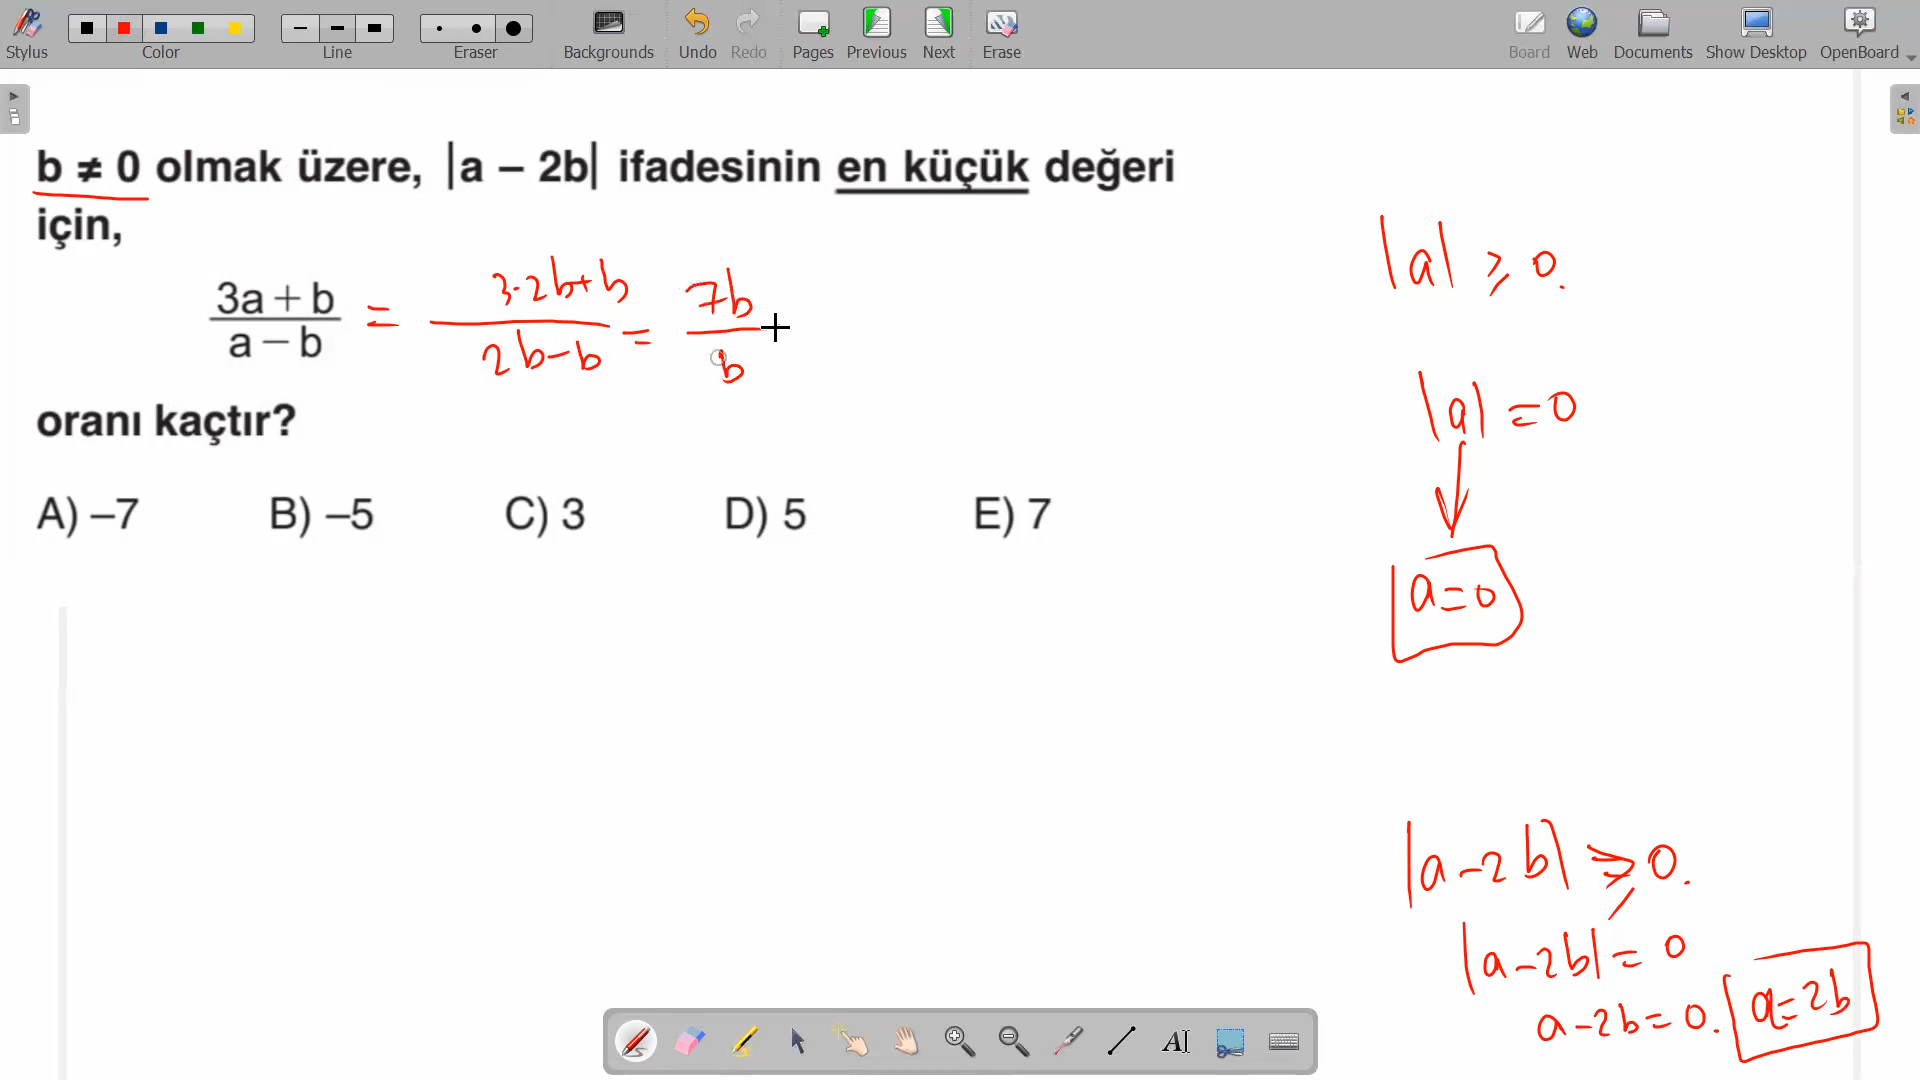 Stylus Color Line Eraser Backgrounds Undo Redo Pages Previous Next Erase Board Web Documents Show Desktop OpenBoard
b ≠ 0 olmak üzere, |a – 2b| ifadesinin en küçük değeri
için,
3a + b / a – b = 3·2b+b / 2b–b = 7b / b
oranı kaçtır?
A) –7 B) –5 C) 3 D) 5 E) 7
|a| ≥ 0.
|a| = 0
a=0
|a–2b| ≥ 0.
|a–2b| = 0
a–2b=0. a=2b